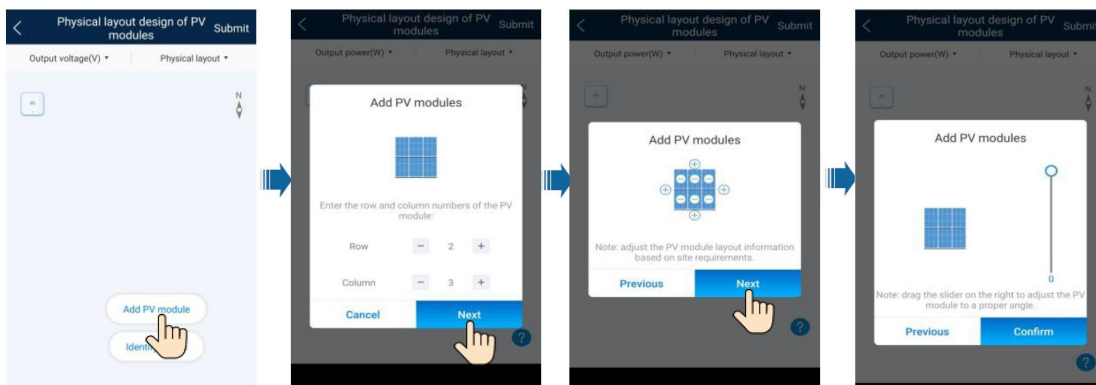 Physical layout design of PV
modules
Submit
Output voltage(V)
Physical layout
N
Add PV module
Physical layout design of PV
modules
Submit
Output power(W)
Physical layout
Add PV modules
Enter the row and column numbers of the PV
module:
Row
−
2
+
Column
−
3
+
Cancel
Next
?
Physical layout design of PV
modules
Submit
Output power(W)
Physical layout
N
Add PV modules
Note: adjust the PV module layout information
based on site requirements.
Previous
Next
?
Physical layout design of PV
modules
Submit
Output power(W)
Physical layout
N
Add PV modules
0
Note: drag the slider on the right to adjust the PV
module to a proper angle.
Previous
Confirm
?